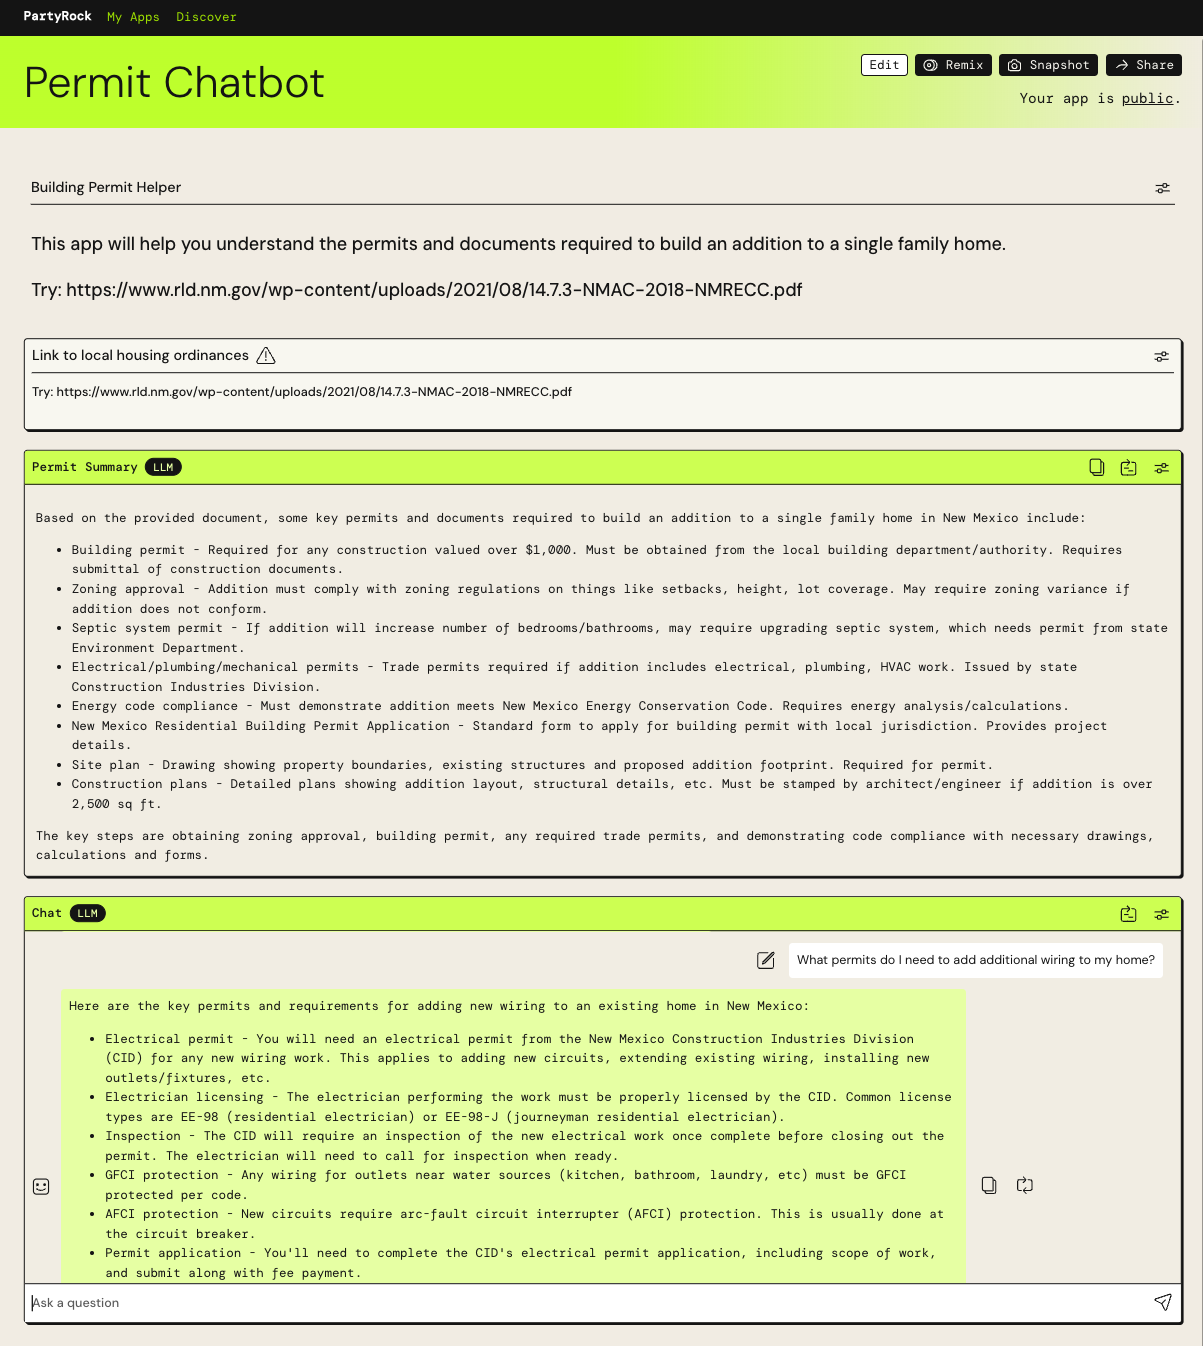 PartyRock My Apps Discover
Permit Chatbot
Edit Remix Snapshot Share
Your app is public.
Building Permit Helper
This app will help you understand the permits and documents required to build an addition to a single family home.
Try: https://www.rld.nm.gov/wp-content/uploads/2021/08/14.7.3-NMAC-2018-NMRECC.pdf
Link to local housing ordinances
Try: https://www.rld.nm.gov/wp-content/uploads/2021/08/14.7.3-NMAC-2018-NMRECC.pdf
Permit Summary LLM
Based on the provided document, some key permits and documents required to build an addition to a single family home in New Mexico include:
• Building permit - Required for any construction valued over $1,000. Must be obtained from the local building department/authority. Requires
submittal of construction documents.
• Zoning approval - Addition must comply with zoning regulations on things like setbacks, height, lot coverage. May require zoning variance if
addition does not conform.
• Septic system permit - If addition will increase number of bedrooms/bathrooms, may require upgrading septic system, which needs permit from state
Environment Department.
• Electrical/plumbing/mechanical permits - Trade permits required if addition includes electrical, plumbing, HVAC work. Issued by state
Construction Industries Division.
• Energy code compliance - Must demonstrate addition meets New Mexico Energy Conservation Code. Requires energy analysis/calculations.
• New Mexico Residential Building Permit Application - Standard form to apply for building permit with local jurisdiction. Provides project
details.
• Site plan - Drawing showing property boundaries, existing structures and proposed addition footprint. Required for permit.
• Construction plans - Detailed plans showing addition layout, structural details, etc. Must be stamped by architect/engineer if addition is over
2,500 sq ft.
The key steps are obtaining zoning approval, building permit, any required trade permits, and demonstrating code compliance with necessary drawings,
calculations and forms.
Chat LLM
What permits do I need to add additional wiring to my home?
Here are the key permits and requirements for adding new wiring to an existing home in New Mexico:
• Electrical permit - You will need an electrical permit from the New Mexico Construction Industries Division
(CID) for any new wiring work. This applies to adding new circuits, extending existing wiring, installing new
outlets/fixtures, etc.
• Electrician licensing - The electrician performing the work must be properly licensed by the CID. Common license
types are EE-98 (residential electrician) or EE-98-J (journeyman residential electrician).
• Inspection - The CID will require an inspection of the new electrical work once complete before closing out the
permit. The electrician will need to call for inspection when ready.
• GFCI protection - Any wiring for outlets near water sources (kitchen, bathroom, laundry, etc) must be GFCI
protected per code.
• AFCI protection - New circuits require arc-fault circuit interrupter (AFCI) protection. This is usually done at
the circuit breaker.
• Permit application - You'll need to complete the CID's electrical permit application, including scope of work,
and submit along with fee payment.
Ask a question